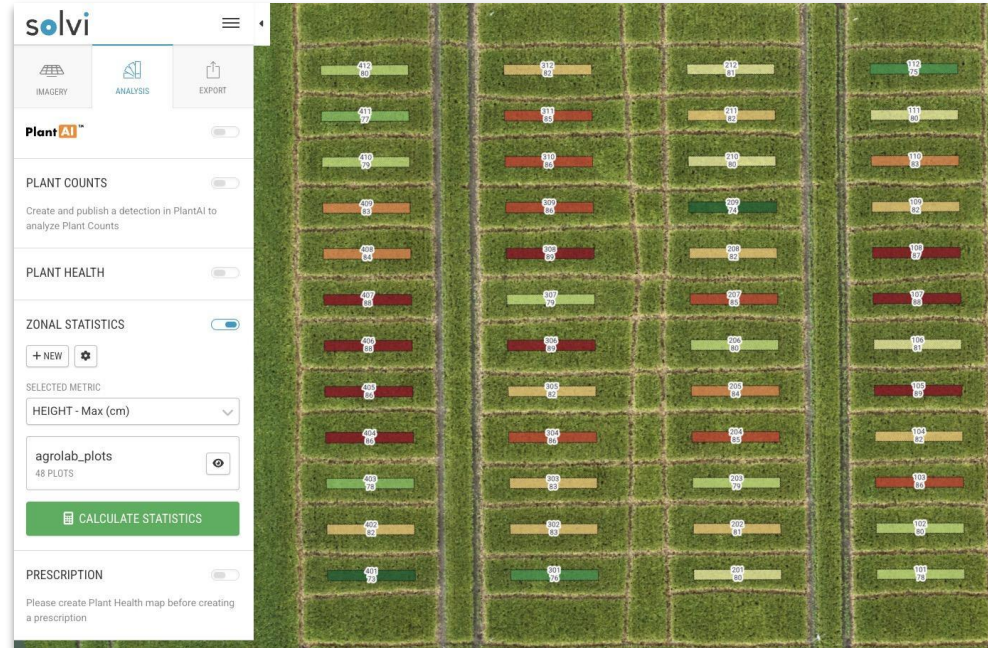 solvi
IMAGERY
ANALYSIS
EXPORT
PlantAI™
PLANT COUNTS
Create and publish a detection in PlantAI to
analyze Plant Counts
PLANT HEALTH
ZONAL STATISTICS
+ NEW
SELECTED METRIC
HEIGHT - Max (cm)
agrolab_plots
48 PLOTS
CALCULATE STATISTICS
PRESCRIPTION
Please create Plant Health map before creating
a prescription
412 312 212 112
80 82 81 75
411 311 211 111
77 85 82 80
410 310 210 110
79 86 80 83
409 309 209 109
83 86 74 82
408 308 208 108
84 89 82 87
407 307 207 107
88 79 85 88
406 306 206 106
88 89 80 81
405 305 205 105
86 82 84 89
404 304 204 104
86 86 85 82
403 303 203 103
78 83 79 86
402 302 202 102
82 83 81 80
401 301 201 101
73 76 80 78